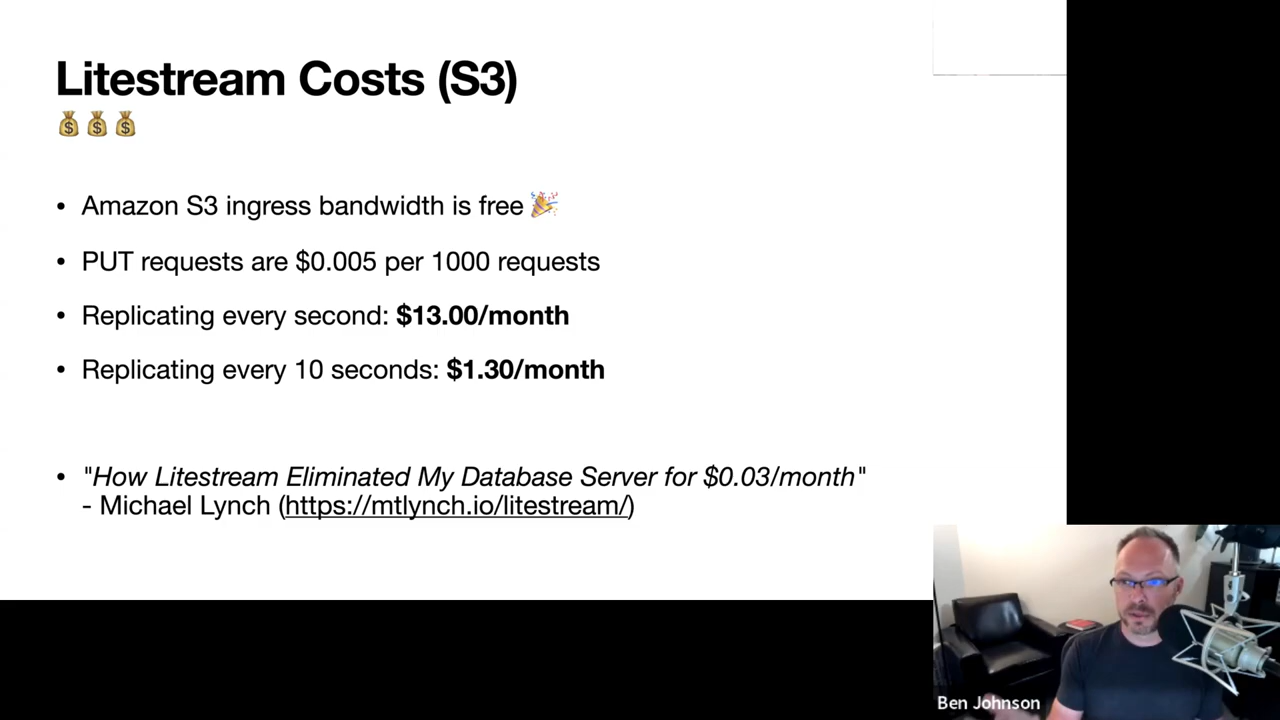 Litestream Costs (S3)
💰💰💰
• Amazon S3 ingress bandwidth is free 🎉
• PUT requests are $0.005 per 1000 requests
• Replicating every second: $13.00/month
• Replicating every 10 seconds: $1.30/month
• "How Litestream Eliminated My Database Server for $0.03/month"
- Michael Lynch (https://mtlynch.io/litestream/)
Ben Johnson